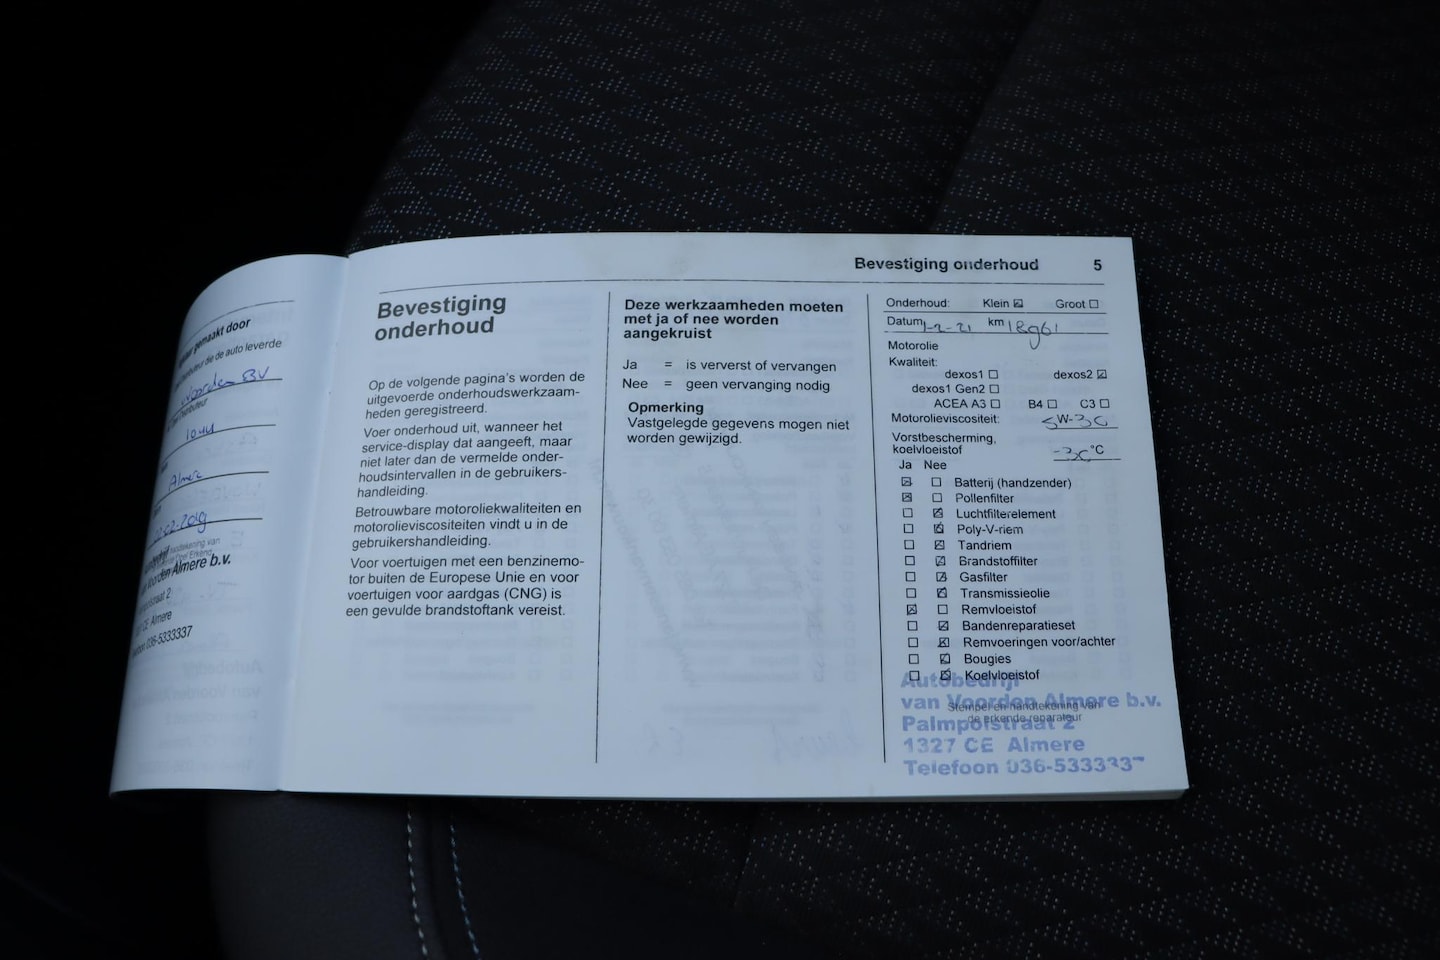 gemaakt door
distributeur die de auto leverde
voorden BV
Almere
02-2019
Voorden Almere b.v.
036-5333337
Bevestiging onderhoud 5
Bevestiging
onderhoud
Op de volgende pagina's worden de
uitgevoerde onderhoudswerkzaam-
heden geregistreerd.
Voer onderhoud uit, wanneer het
service-display dat aangeeft, maar
niet later dan de vermelde onder-
houdsintervallen in de gebruikers-
handleiding.
Betrouwbare motoroliekwaliteiten en
motorolieviscositeiten vindt u in de
gebruikershandleiding.
Voor voertuigen met een benzinemo-
tor buiten de Europese Unie en voor
voertuigen voor aardgas (CNG) is
een gevulde brandstoftank vereist.
Deze werkzaamheden moeten
met ja of nee worden
aangekruist
Ja = is ververst of vervangen
Nee = geen vervanging nodig
Opmerking
Vastgelegde gegevens mogen niet
worden gewijzigd.
Onderhoud: Klein ☒ Groot ☐
Datum 1-2-21 km 18961
Motorolie
Kwaliteit:
dexos1 ☐ dexos2 ☒
dexos1 Gen2 ☐
ACEA A3 ☐ B4 ☐ C3 ☐
Motorolieviscositeit: 5W-30
Vorstbescherming,
koelvloeistof -30 °C
Ja Nee
☒ ☐ Batterij (handzender)
☒ ☐ Pollenfilter
☐ ☒ Luchtfilterelement
☐ ☒ Poly-V-riem
☐ ☒ Tandriem
☐ ☒ Brandstoffilter
☐ ☒ Gasfilter
☐ ☒ Transmissieolie
☒ ☐ Remvloeistof
☐ ☒ Bandenreparatieset
☐ ☒ Remvoeringen voor/achter
☐ ☒ Bougies
☐ ☒ Koelvloeistof
Stempel en handtekening van
de erkende reparateur
Autobedrijf
van Voorden Almere b.v.
Palmpolstraat 2
1327 CE Almere
Telefoon 036-5333337